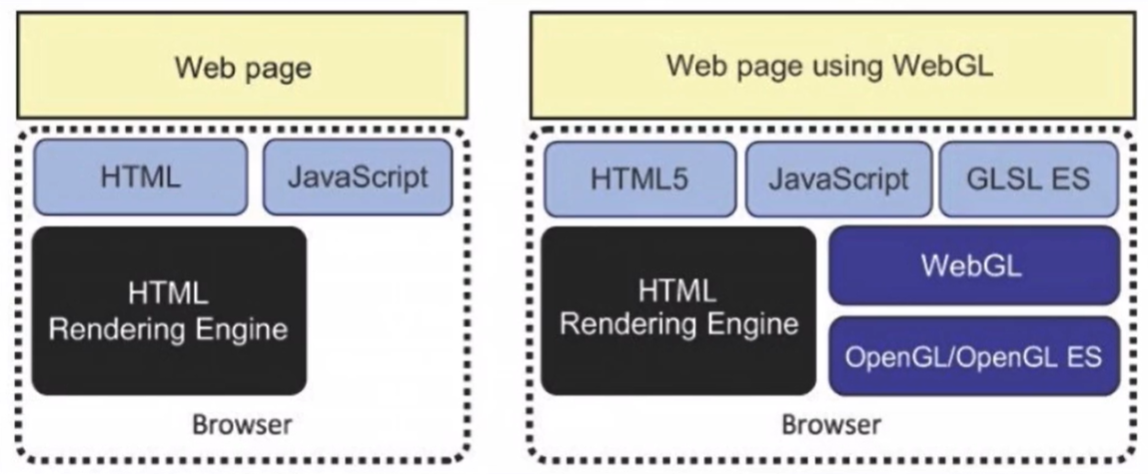 Web page
HTML
JavaScript
HTML
Rendering Engine
Browser
Web page using WebGL
HTML5
JavaScript
GLSL ES
HTML
Rendering Engine
WebGL
OpenGL/OpenGL ES
Browser